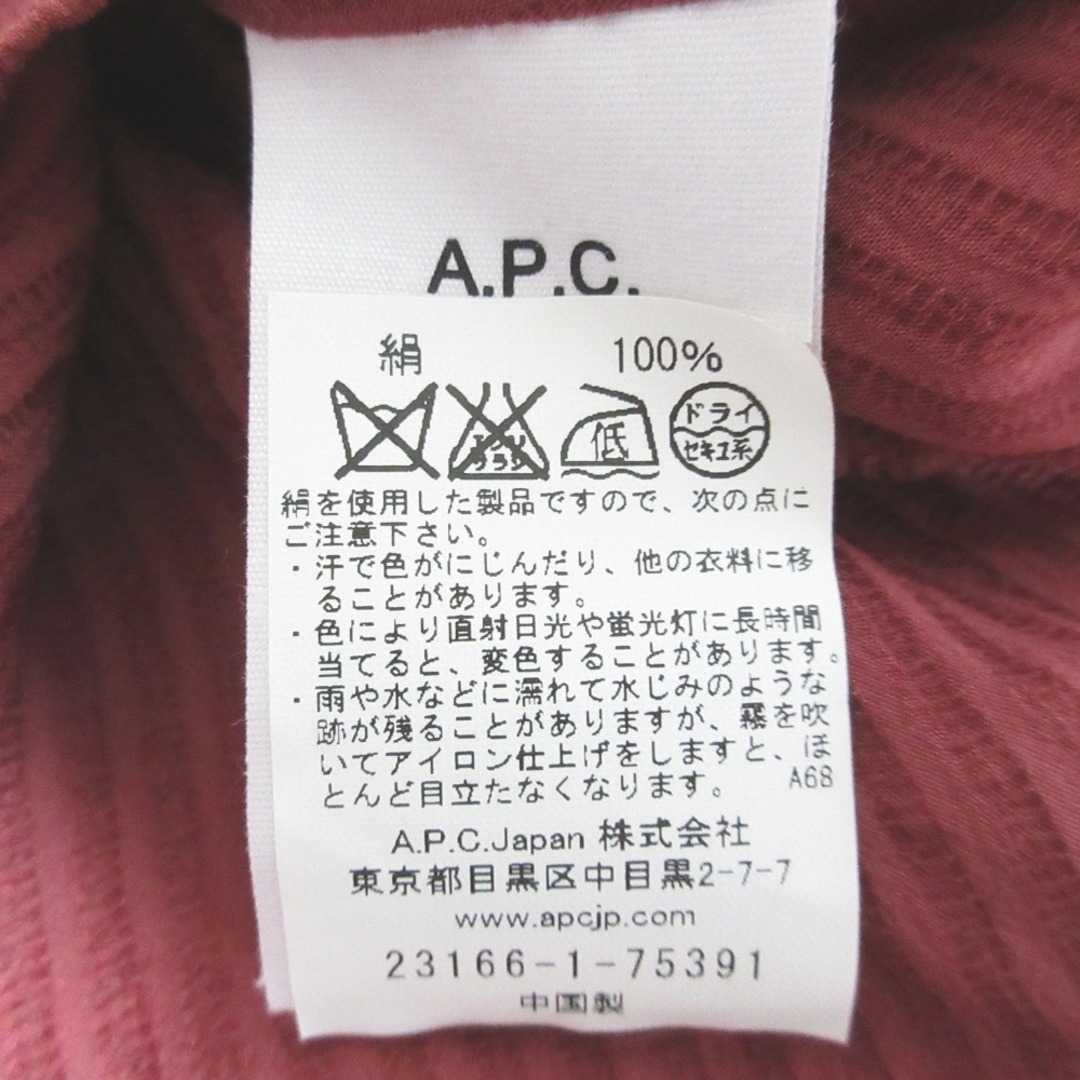 A.P.C.
絹 100%
エンソ
サラシ
低
ドライ
セキユ系
絹を使用した製品ですので、次の点に
ご注意下さい。
・汗で色がにじんだり、他の衣料に移
ることがあります。
・色により直射日光や蛍光灯に長時間
当てると、変色することがあります。
・雨や水などに濡れて水じみのような
跡が残ることがありますが、霧を吹
いてアイロン仕上げをしますと、ほ
とんど目立たなくなります。 A68
A.P.C.Japan 株式会社
東京都目黒区中目黒2-7-7
www.apcjp.com
23166-1-75391
中国製